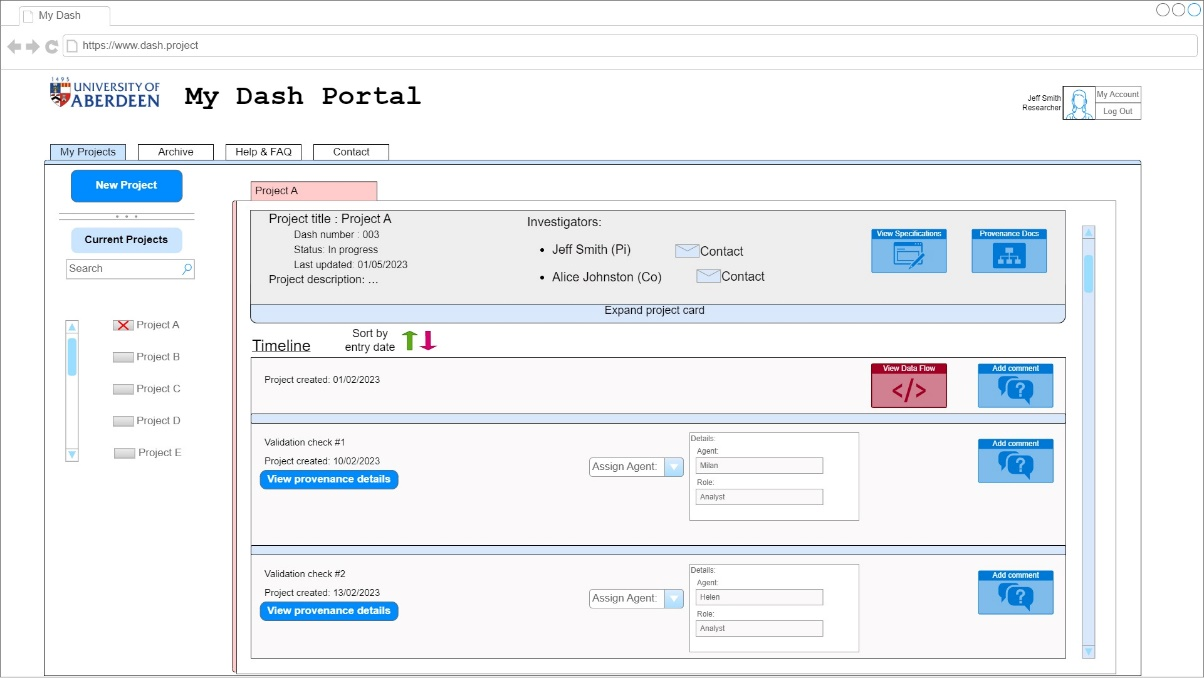 My Dash
https://www.dash.project
1495
UNIVERSITY OF
ABERDEEN
My Dash Portal
Jeff Smith
Researcher
My Account
Log Out
My Projects
Archive
Help & FAQ
Contact
New Project
Current Projects
Search
Project A
Project B
Project C
Project D
Project E
Project A
Project title : Project A
Dash number : 003
Status: In progress
Last updated: 01/05/2023
Project description: ...
Investigators:
• Jeff Smith (Pi)
Contact
• Alice Johnston (Co)
Contact
View Specifications
Provenance Docs
Expand project card
Timeline
Sort by
entry date
Project created: 01/02/2023
View Data Flow
</>
Add comment
?
Validation check #1
Project created: 10/02/2023
View provenance details
Assign Agent:
Details:
Agent:
Milan
Role:
Analyst
Add comment
?
Validation check #2
Project created: 13/02/2023
View provenance details
Assign Agent:
Details:
Agent:
Helen
Role:
Analyst
Add comment
?